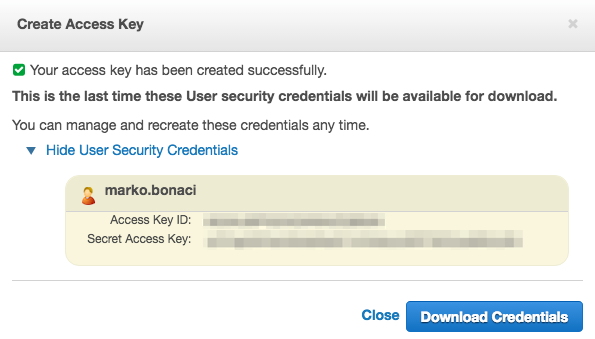 Create Access Key
Your access key has been created successfully.
This is the last time these User security credentials will be available for download.
You can manage and recreate these credentials any time.
Hide User Security Credentials
marko.bonaci
Access Key ID:
Secret Access Key:
Close
Download Credentials